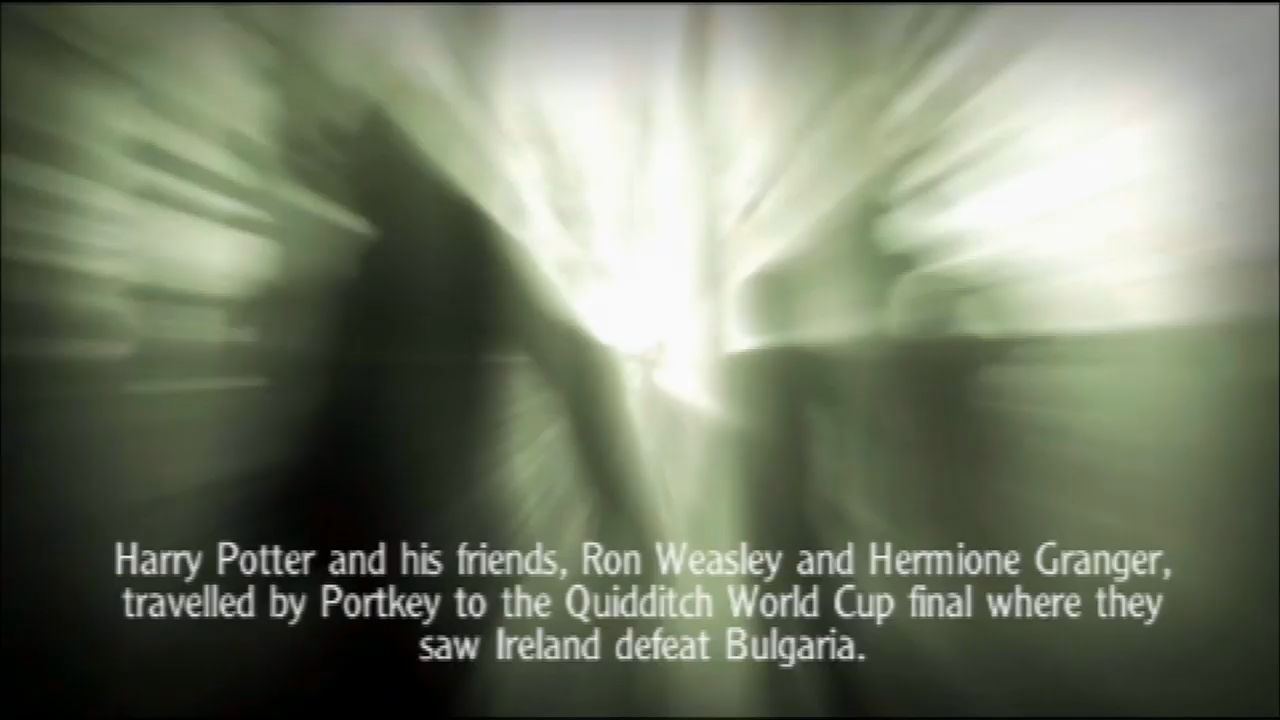 Harry Potter and his friends, Ron Weasley and Hermione Granger,
travelled by Portkey to the Quidditch World Cup final where they
saw Ireland defeat Bulgaria.